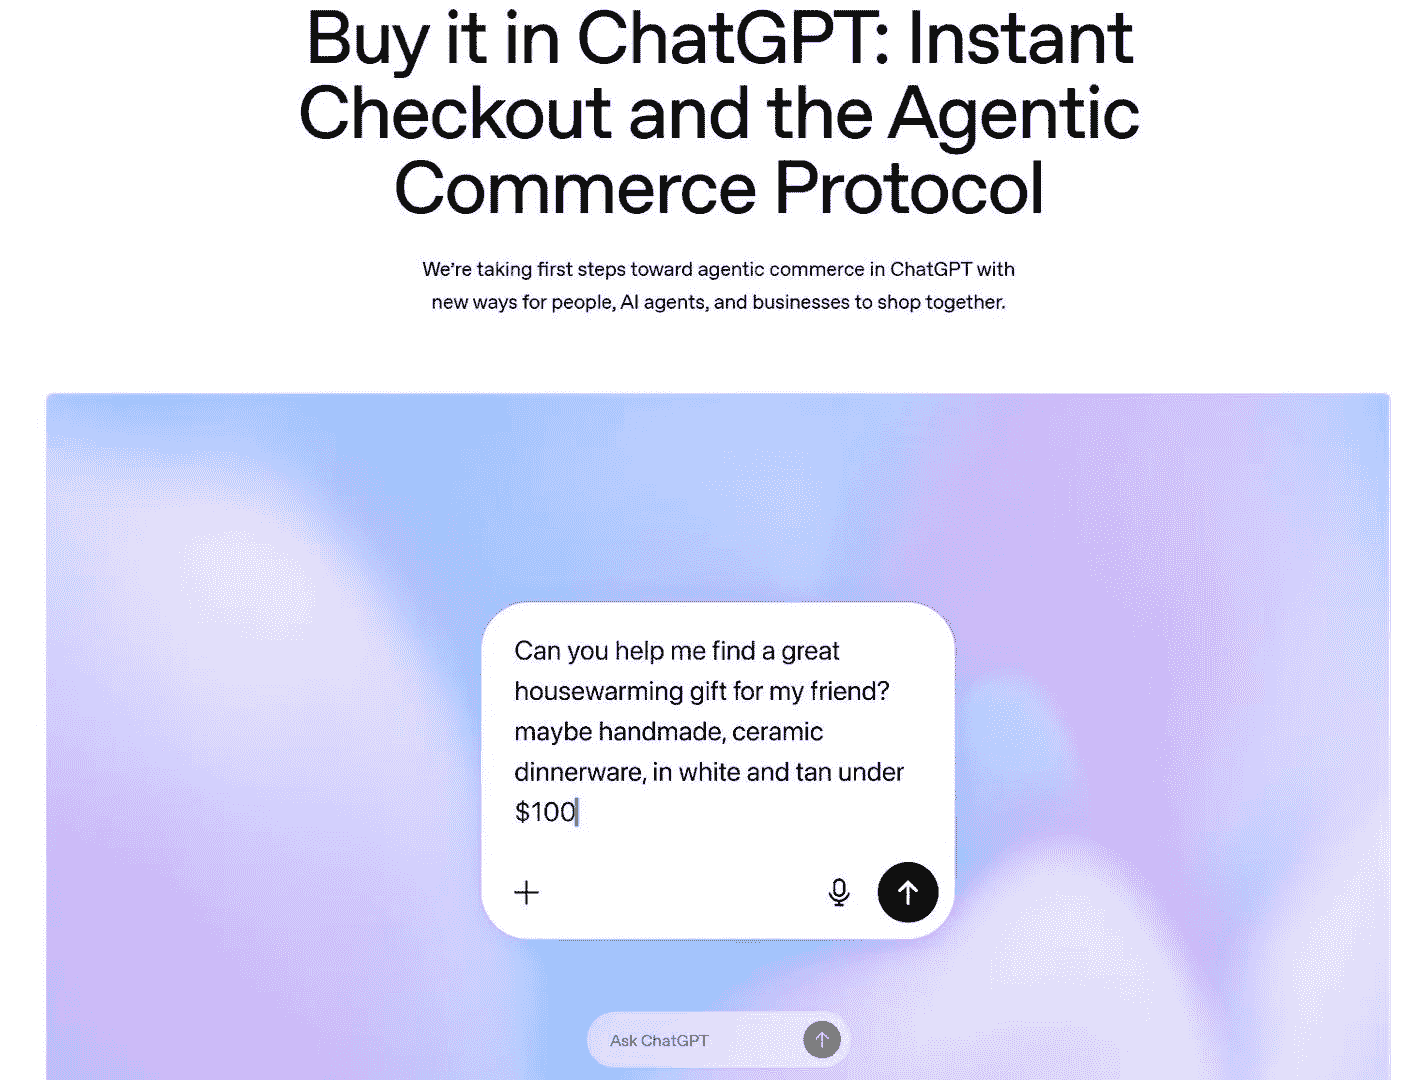 Buy it in ChatGPT: Instant
Checkout and the Agentic
Commerce Protocol
We’re taking first steps toward agentic commerce in ChatGPT with
new ways for people, AI agents, and businesses to shop together.
Can you help me find a great
housewarming gift for my friend?
maybe handmade, ceramic
dinnerware, in white and tan under
$100
Ask ChatGPT